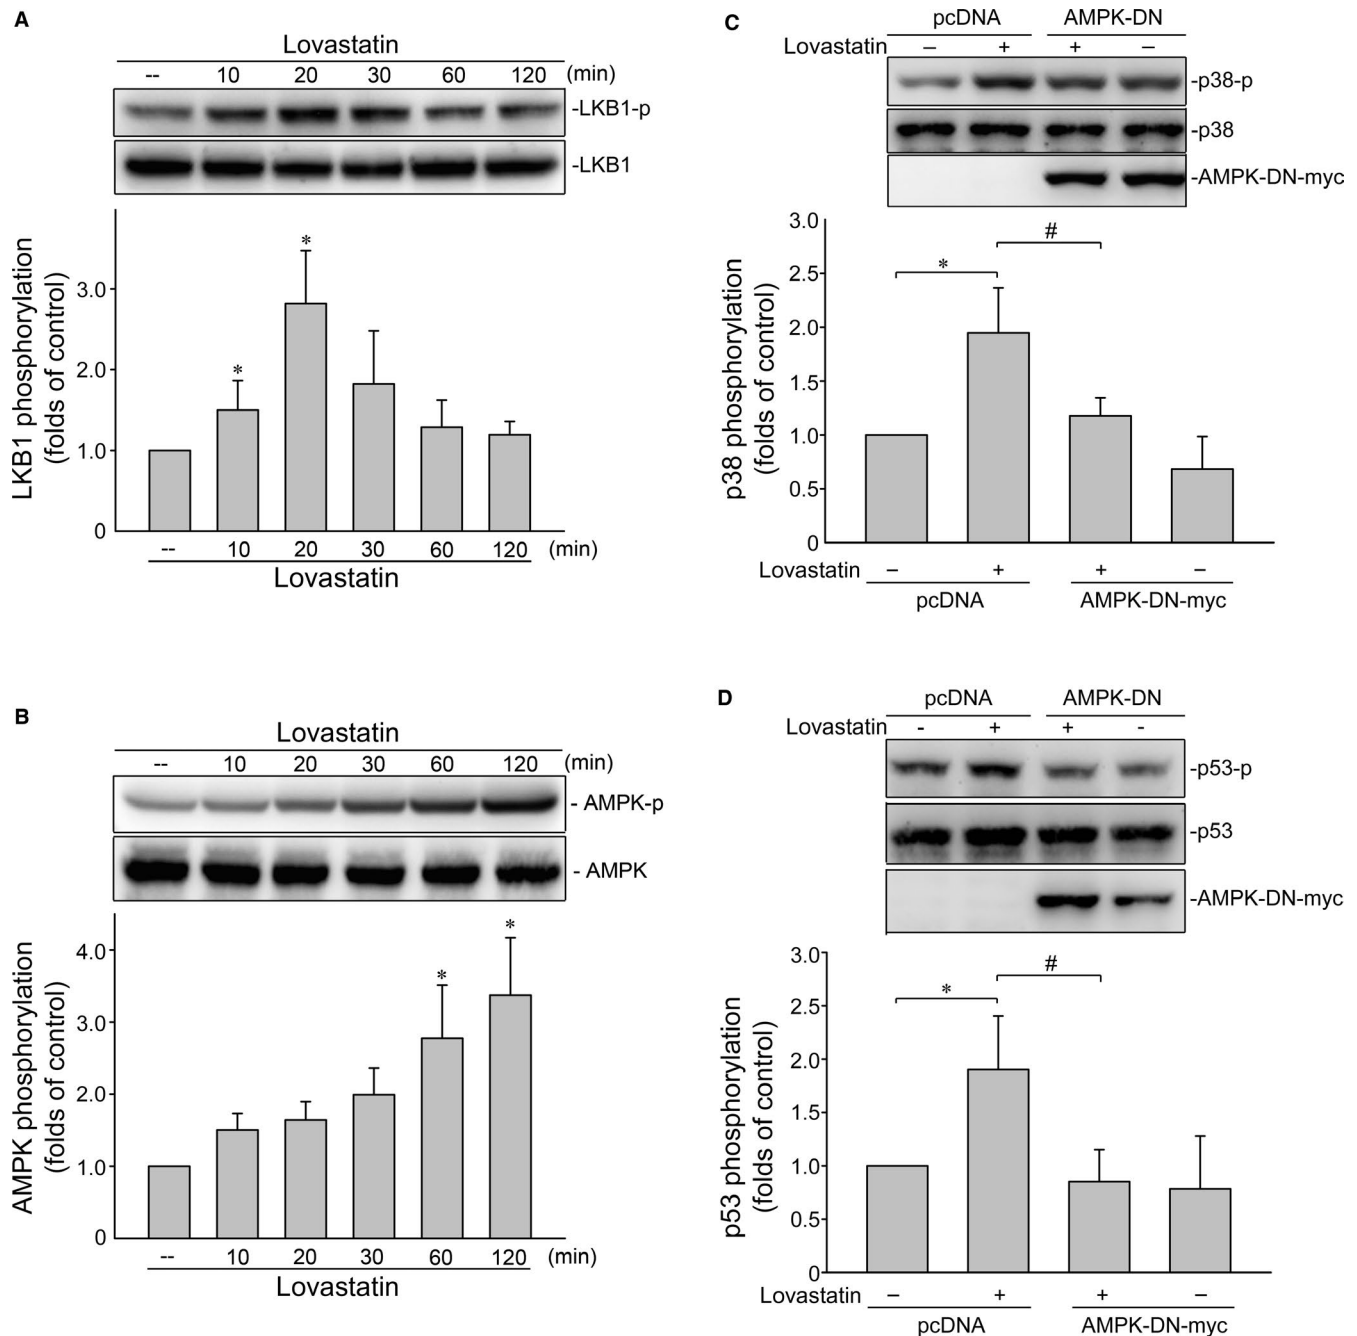 A
Lovastatin
-- 10 20 30 60 120 (min)
-LKB1-p
-LKB1
LKB1 phosphorylation
(folds of control)
3.0
2.0
1.0
0
* *
-- 10 20 30 60 120 (min)
Lovastatin
B
Lovastatin
-- 10 20 30 60 120 (min)
- AMPK-p
- AMPK
AMPK phosphorylation
(folds of control)
4.0
3.0
2.0
1.0
0
* *
-- 10 20 30 60 120 (min)
Lovastatin
C
pcDNA AMPK-DN
Lovastatin – + + –
-p38-p
-p38
-AMPK-DN-myc
p38 phosphorylation
(folds of control)
3.0
2.5
2.0
1.5
1.0
0.5
0
* #
Lovastatin – + + –
pcDNA AMPK-DN-myc
D
pcDNA AMPK-DN
Lovastatin - + + -
-p53-p
-p53
-AMPK-DN-myc
p53 phosphorylation
(folds of control)
3.0
2.5
2.0
1.5
1.0
0.5
0
* #
Lovastatin – + + –
pcDNA AMPK-DN-myc